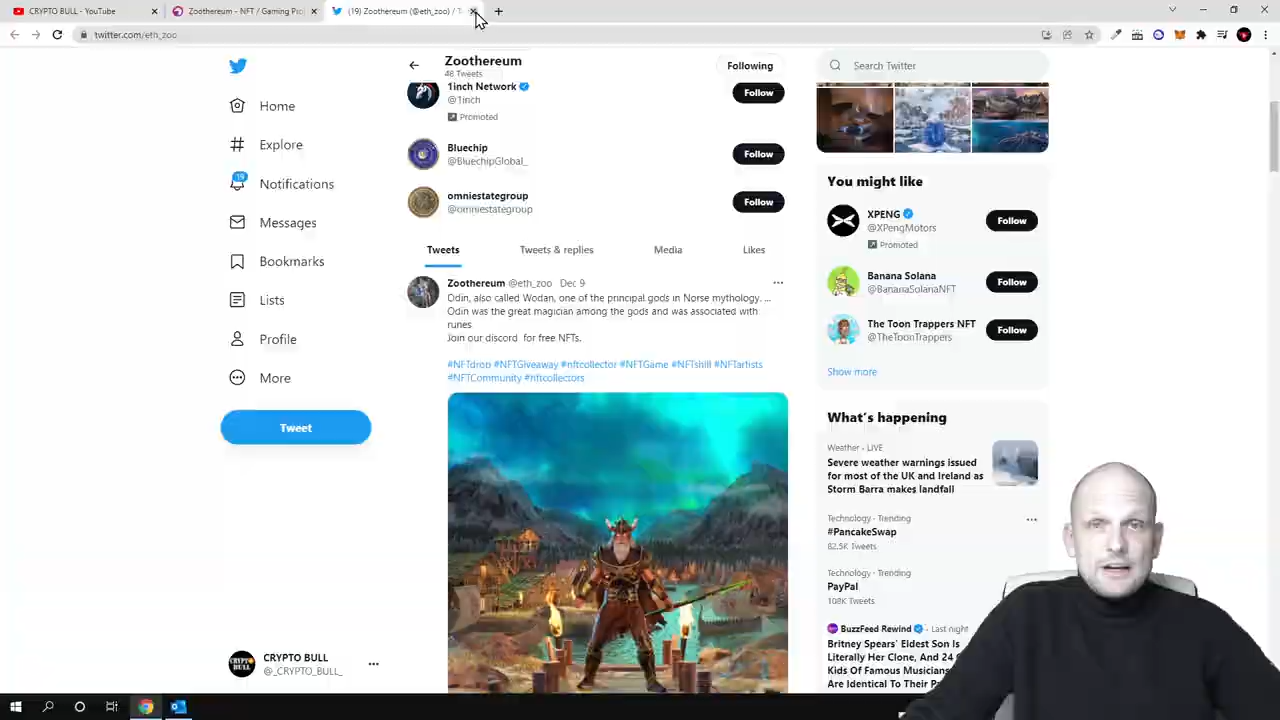 CRYPTO BULL - YouTube
Zoothereum - NFT / Gaming Pro
(19) Zoothereum (@eth_zoo) / T
twitter.com/eth_zoo
Zoothereum
46 Tweets
Following
Search Twitter
Home
Explore
19
Notifications
Messages
Bookmarks
Lists
Profile
More
Tweet
CRYPTO BULL
@_CRYPTO_BULL_
1inch Network
@1inch
Promoted
Follow
Bluechip
@BluechipGlobal_
Follow
omniestategroup
@omniestategroup
Follow
Tweets
Tweets & replies
Media
Likes
Zoothereum @eth_zoo Dec 9
Odin, also called Wodan, one of the principal gods in Norse mythology. ...
Odin was the great magician among the gods and was associated with
runes.
Join our discord for free NFTs.
#NFTdrop #NFTGiveaway #nftcollector #NFTGame #NFTshill #NFTartists
#NFTCommunity #nftcollectors
You might like
XPENG
@XPengMotors
Promoted
Follow
Banana Solana
@BananaSolanaNFT
Follow
The Toon Trappers NFT
@TheToonTrappers
Follow
Show more
What's happening
Weather · LIVE
Severe weather warnings issued
for most of the UK and Ireland as
Storm Barra makes landfall
Technology · Trending
#PancakeSwap
82.5K Tweets
Technology · Trending
PayPal
108K Tweets
BuzzFeed Rewind · Last night
Britney Spears' Eldest Son Is
Literally Her Clone, And 24
Kids Of Famous Musicians
Are Identical To Their